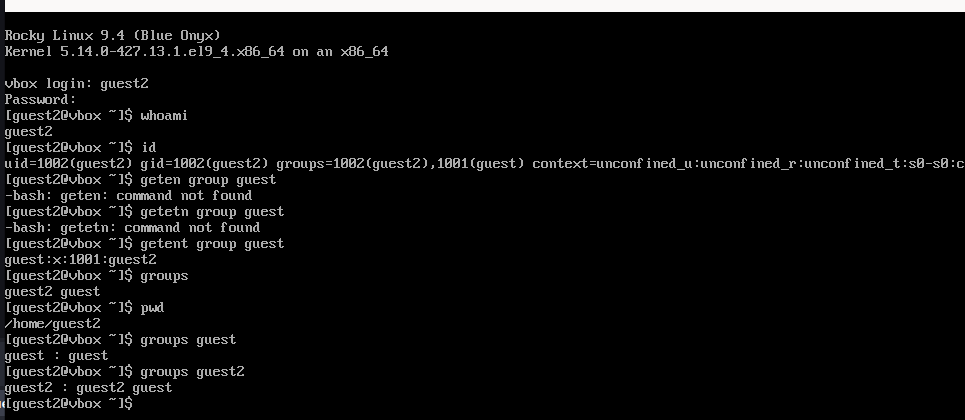 Rocky Linux 9.4 (Blue Onyx)
Kernel 5.14.0-427.13.1.el9_4.x86_64 on an x86_64
vbox login: guest2
Password:
[guest2@vbox ~]$ whoami
guest2
[guest2@vbox ~]$ id
uid=1002(guest2) gid=1002(guest2) groups=1002(guest2),1001(guest) context=unconfined_u:unconfined_r:unconfined_t:s0-s0:c
[guest2@vbox ~]$ geten group guest
-bash: geten: command not found
[guest2@vbox ~]$ getetn group guest
-bash: getetn: command not found
[guest2@vbox ~]$ getent group guest
guest:x:1001:guest2
[guest2@vbox ~]$ groups
guest2 guest
[guest2@vbox ~]$ pwd
/home/guest2
[guest2@vbox ~]$ groups guest
guest : guest
[guest2@vbox ~]$ groups guest2
guest2 : guest2 guest
[guest2@vbox ~]$